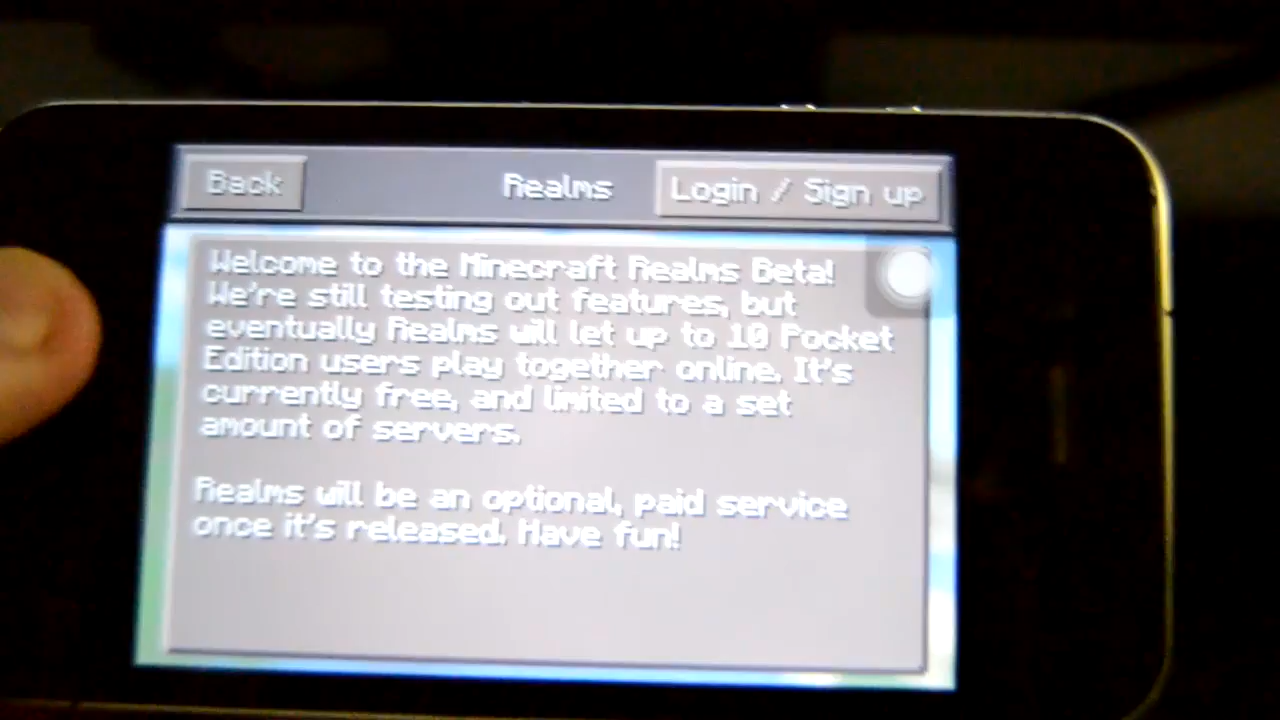 Back
Realms
Login / Sign up
Welcome to the Minecraft Realms Beta!
We're still testing out features, but
eventually Realms will let up to 10 Pocket
Edition users play together online. It's
currently free, and limited to a set
amount of servers.
Realms will be an optional, paid service
once it's released. Have fun!